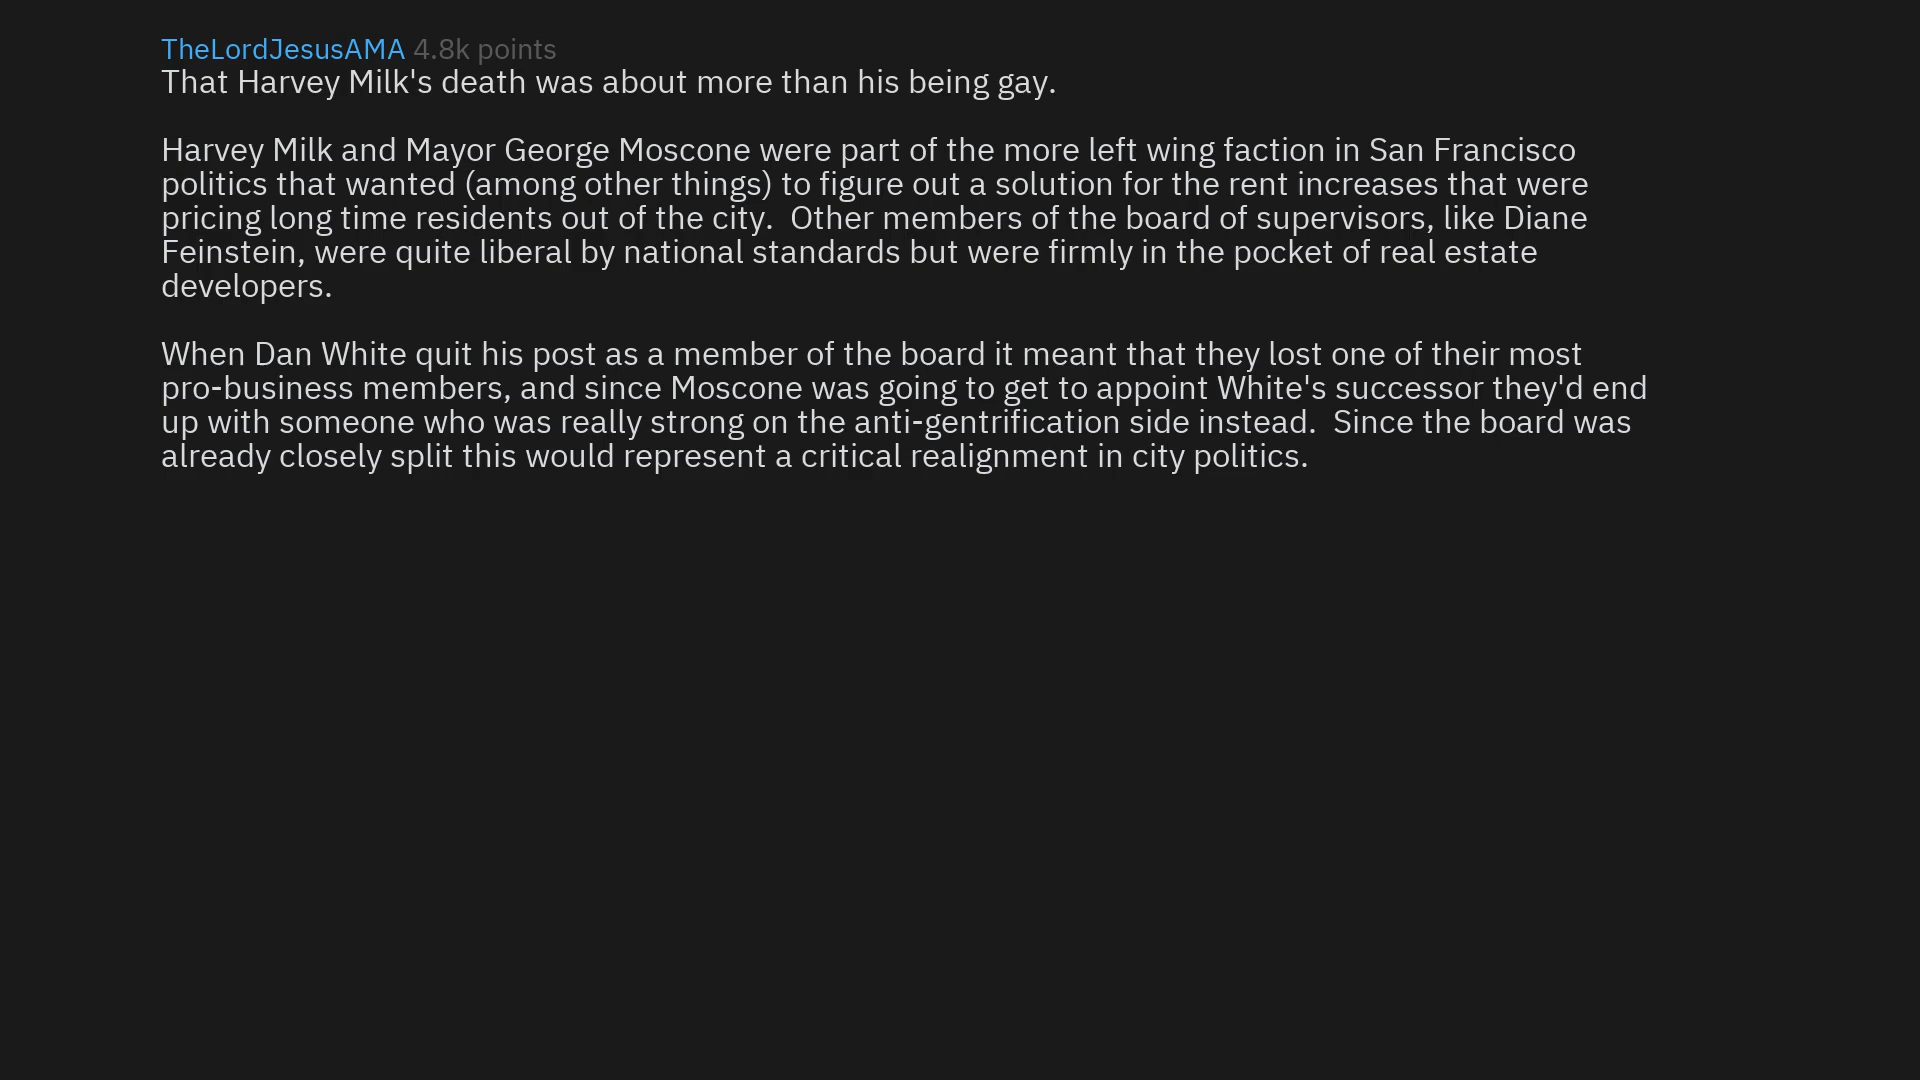 TheLordJesusAMA 4.8k points
That Harvey Milk's death was about more than his being gay.
Harvey Milk and Mayor George Moscone were part of the more left wing faction in San Francisco
politics that wanted (among other things) to figure out a solution for the rent increases that were
pricing long time residents out of the city.  Other members of the board of supervisors, like Diane
Feinstein, were quite liberal by national standards but were firmly in the pocket of real estate
developers.
When Dan White quit his post as a member of the board it meant that they lost one of their most
pro-business members, and since Moscone was going to get to appoint White's successor they'd end
up with someone who was really strong on the anti-gentrification side instead.  Since the board was
already closely split this would represent a critical realignment in city politics.